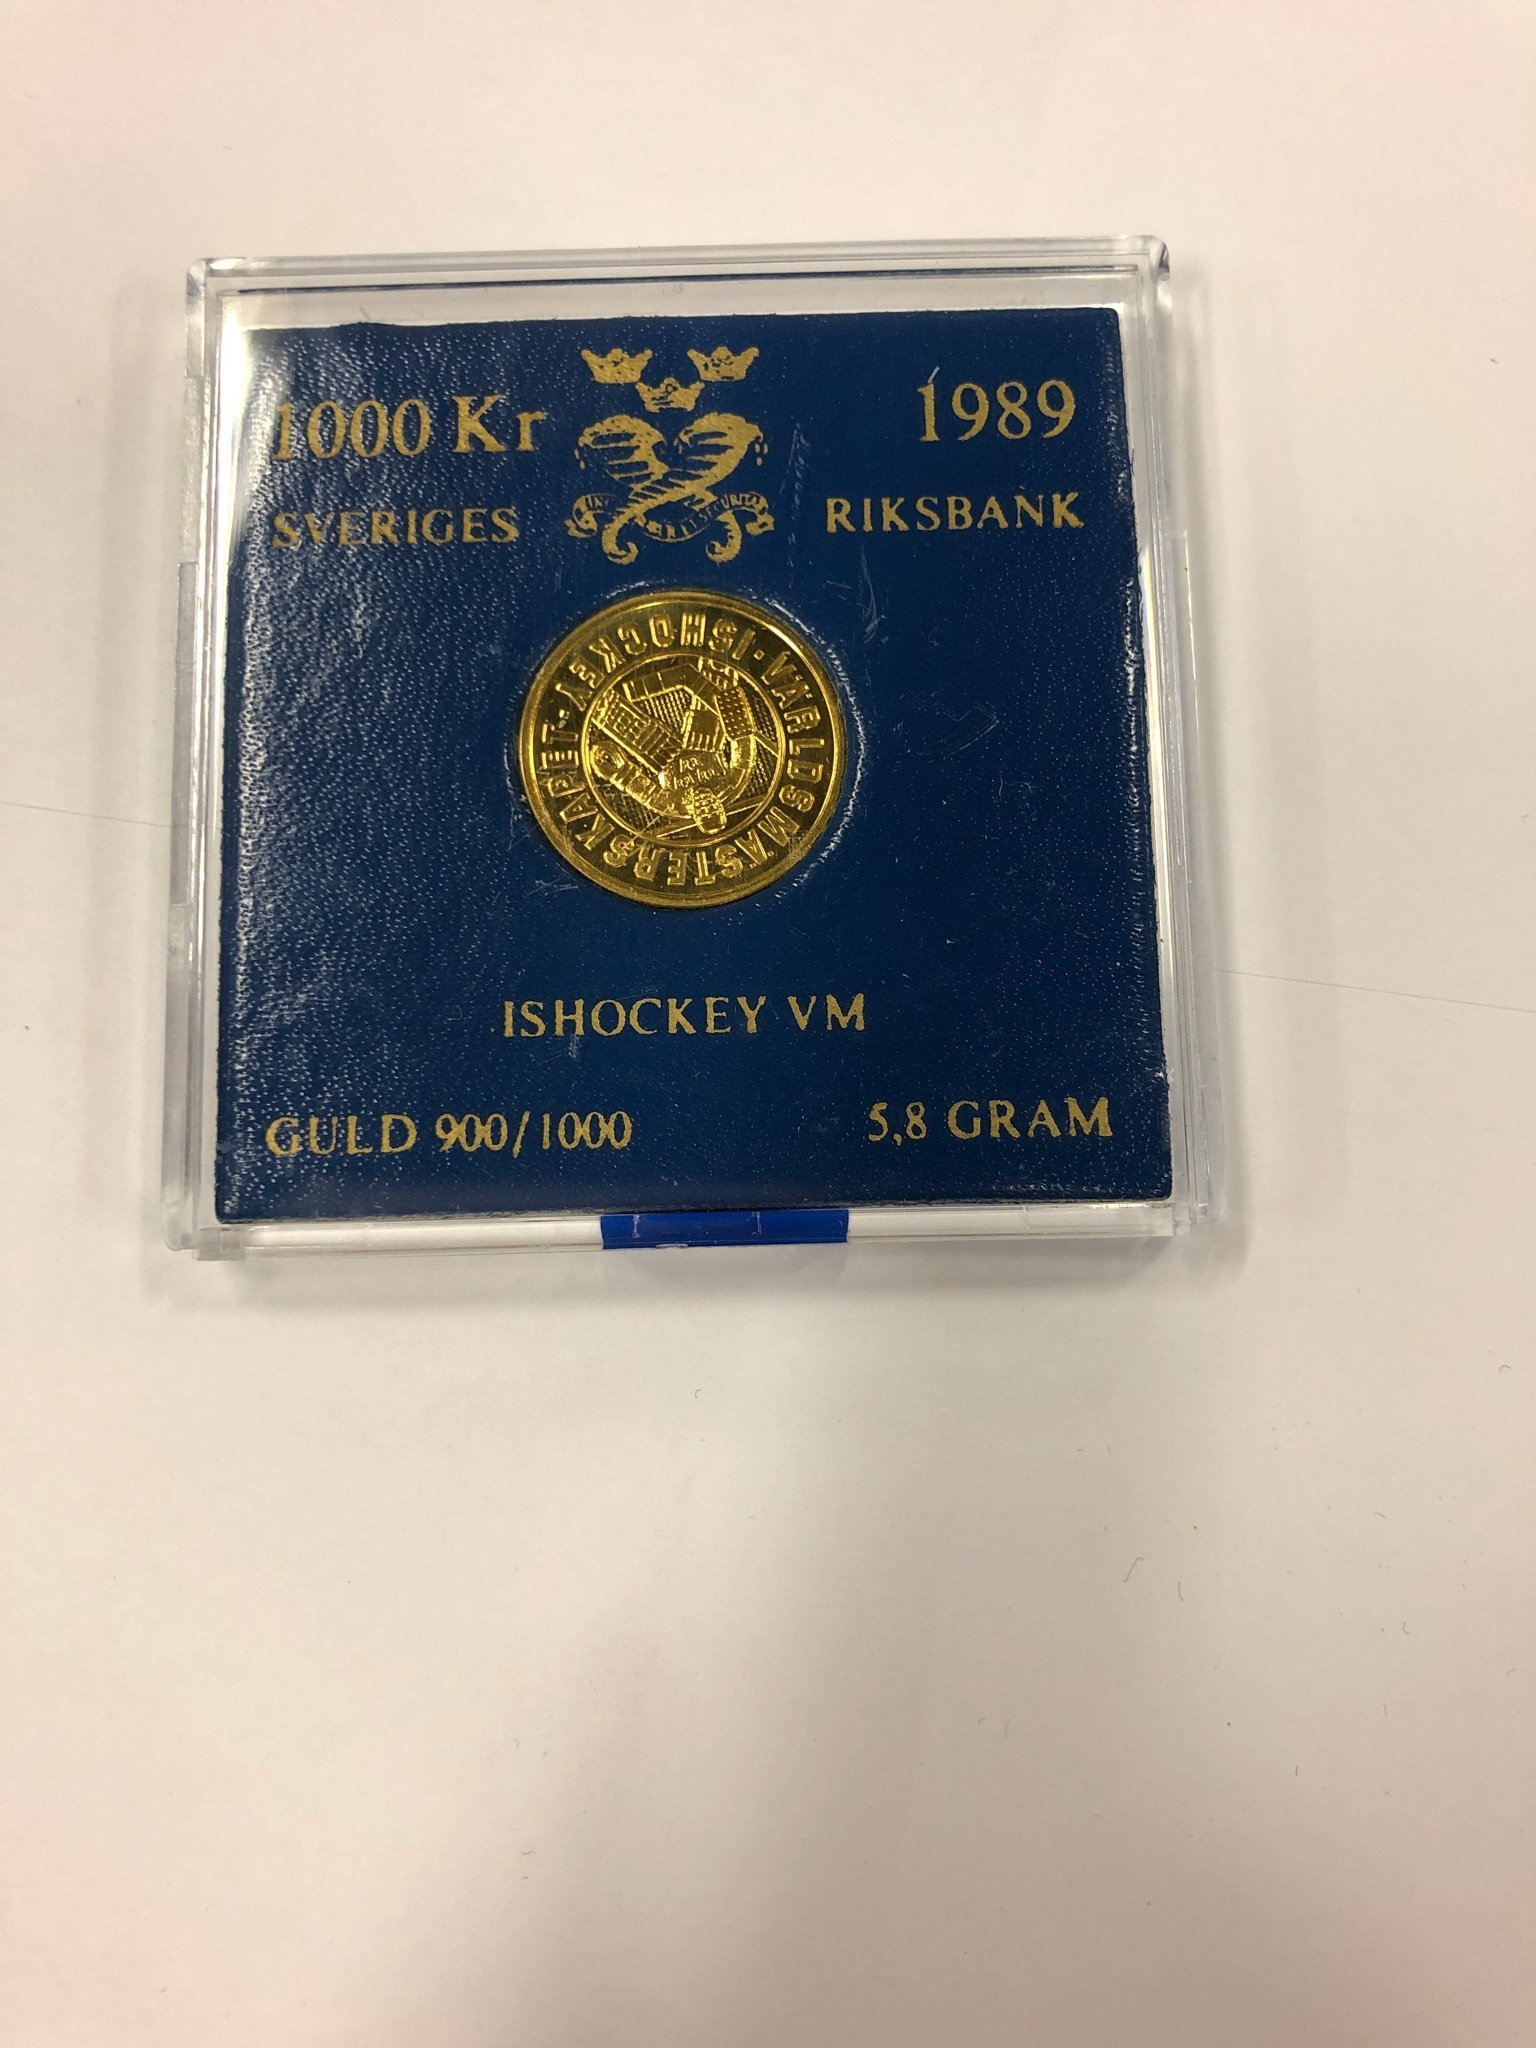 1000 Kr
1989
SVERIGES
RIKSBANK
ISHOCKEY · VÄRLDSMÄSTERSKAPET ·
ISHOCKEY VM
GULD 900/1000
5,8 GRAM